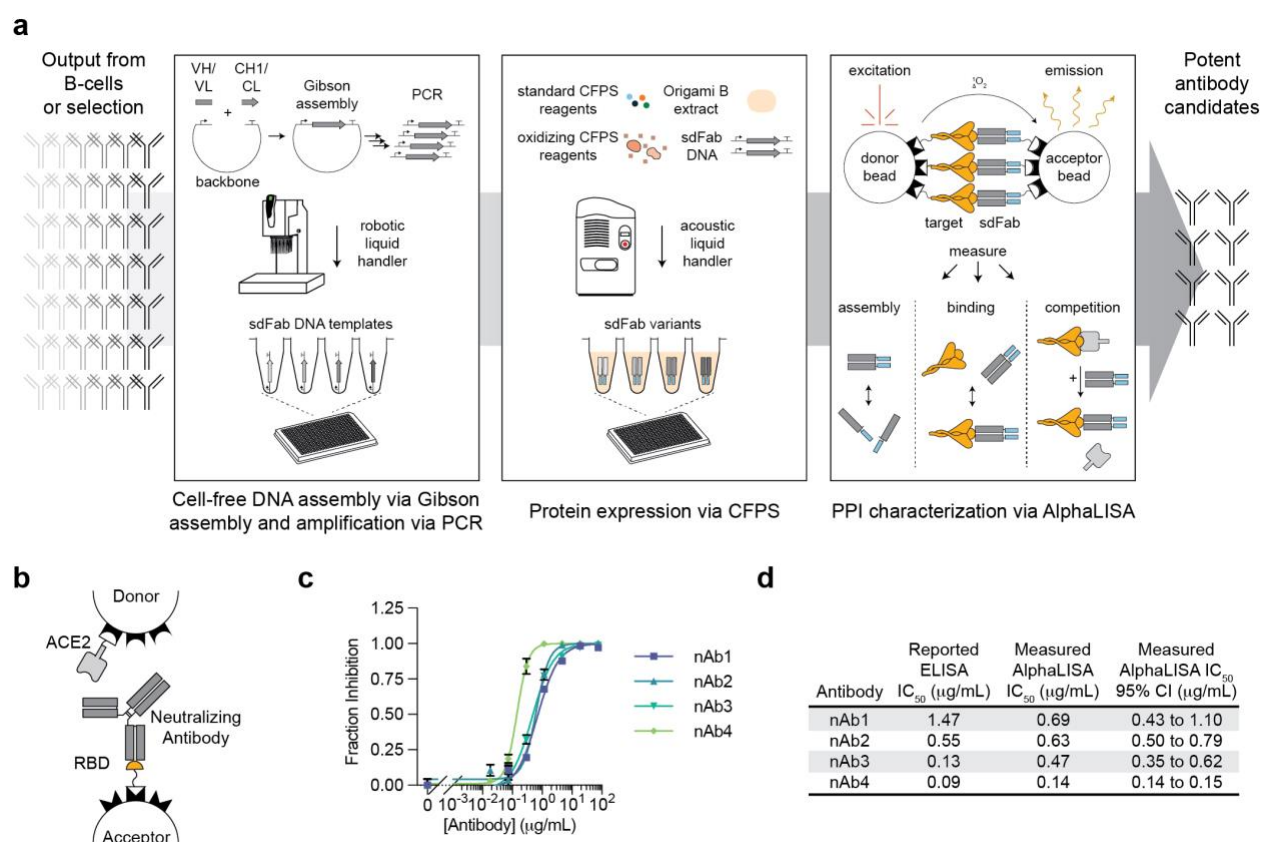 a
Output from
B-cells
or selection
VH/
VL
+
CH1/
CL
Gibson
assembly
PCR
backbone
robotic
liquid
handler
sdFab DNA templates
Cell-free DNA assembly via Gibson
assembly and amplification via PCR
standard CFPS
reagents
Origami B
extract
oxidizing CFPS
reagents
sdFab
DNA
acoustic
liquid
handler
sdFab variants
Protein expression via CFPS
excitation
¹ΔO₂
emission
donor
bead
acceptor
bead
target
sdFab
measure
assembly
binding
competition
+
PPI characterization via AlphaLISA
Potent
antibody
candidates
b
Donor
ACE2
Neutralizing
Antibody
RBD
Acceptor
c
Fraction Inhibition
1.25
1.00
0.75
0.50
0.25
0.00
0 10⁻³ 10⁻² 10⁻¹ 10⁰ 10¹ 10²
[Antibody] (μg/mL)
nAb1
nAb2
nAb3
nAb4
d
Reported Measured Measured
ELISA AlphaLISA AlphaLISA IC₅₀
Antibody IC₅₀ (μg/mL) IC₅₀ (μg/mL) 95% CI (μg/mL)
nAb1 1.47 0.69 0.43 to 1.10
nAb2 0.55 0.63 0.50 to 0.79
nAb3 0.13 0.47 0.35 to 0.62
nAb4 0.09 0.14 0.14 to 0.15